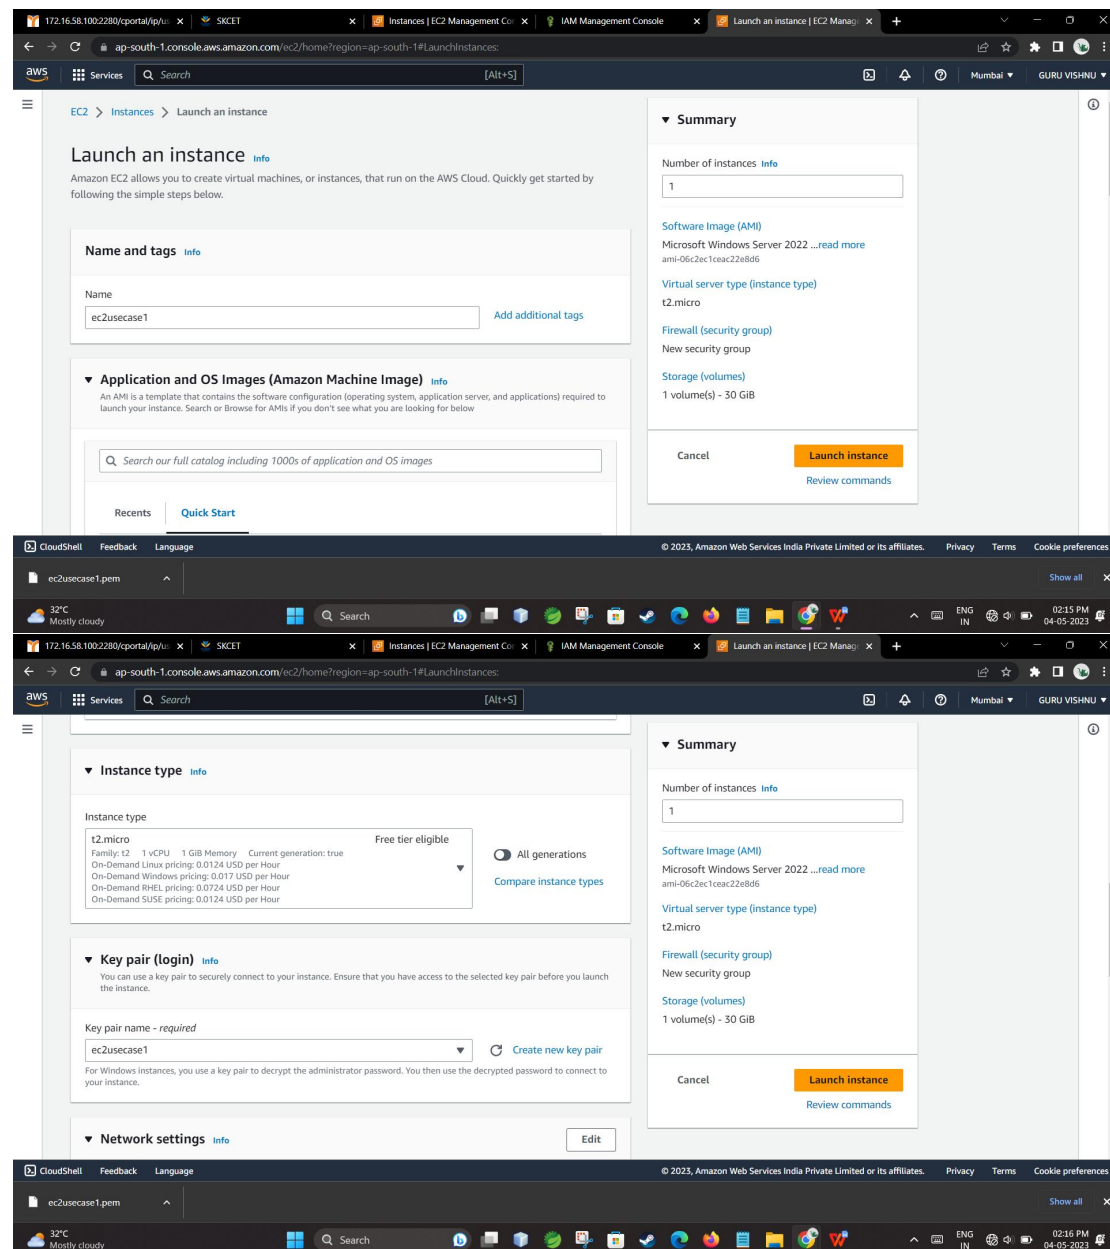 172.16.58.100:2280/cportal/ip/us
SKCET
Instances | EC2 Management Co
IAM Management Console
Launch an instance | EC2 Manag
ap-south-1.console.aws.amazon.com/ec2/home?region=ap-south-1#LaunchInstances:
aws Services Search [Alt+S] Mumbai GURU VISHNU
EC2 > Instances > Launch an instance
Launch an instance Info
Amazon EC2 allows you to create virtual machines, or instances, that run on the AWS Cloud. Quickly get started by
following the simple steps below.
Name and tags Info
Name
ec2usecase1 Add additional tags
Application and OS Images (Amazon Machine Image) Info
An AMI is a template that contains the software configuration (operating system, application server, and applications) required to
launch your instance. Search or Browse for AMIs if you don't see what you are looking for below
Search our full catalog including 1000s of application and OS images
Recents Quick Start
Summary
Number of instances Info
1
Software Image (AMI)
Microsoft Windows Server 2022 ...read more
ami-06c2ec1ceac22e8d6
Virtual server type (instance type)
t2.micro
Firewall (security group)
New security group
Storage (volumes)
1 volume(s) - 30 GiB
Cancel Launch instance
Review commands
CloudShell Feedback Language © 2023, Amazon Web Services India Private Limited or its affiliates. Privacy Terms Cookie preferences
ec2usecase1.pem Show all
32°C
Mostly cloudy
Search
ENG
IN
02:15 PM
04-05-2023
172.16.58.100:2280/cportal/ip/us
SKCET
Instances | EC2 Management Co
IAM Management Console
Launch an instance | EC2 Manag
ap-south-1.console.aws.amazon.com/ec2/home?region=ap-south-1#LaunchInstances:
aws Services Search [Alt+S] Mumbai GURU VISHNU
Instance type Info
Instance type
t2.micro Free tier eligible
Family: t2 1 vCPU 1 GiB Memory Current generation: true
On-Demand Linux pricing: 0.0124 USD per Hour
On-Demand Windows pricing: 0.017 USD per Hour
On-Demand RHEL pricing: 0.0724 USD per Hour
On-Demand SUSE pricing: 0.0124 USD per Hour
All generations
Compare instance types
Key pair (login) Info
You can use a key pair to securely connect to your instance. Ensure that you have access to the selected key pair before you launch
the instance.
Key pair name - required
ec2usecase1 Create new key pair
For Windows instances, you use a key pair to decrypt the administrator password. You then use the decrypted password to connect to
your instance.
Network settings Info Edit
Summary
Number of instances Info
1
Software Image (AMI)
Microsoft Windows Server 2022 ...read more
ami-06c2ec1ceac22e8d6
Virtual server type (instance type)
t2.micro
Firewall (security group)
New security group
Storage (volumes)
1 volume(s) - 30 GiB
Cancel Launch instance
Review commands
CloudShell Feedback Language © 2023, Amazon Web Services India Private Limited or its affiliates. Privacy Terms Cookie preferences
ec2usecase1.pem Show all
32°C
Mostly cloudy
Search
ENG
IN
02:16 PM
04-05-2023